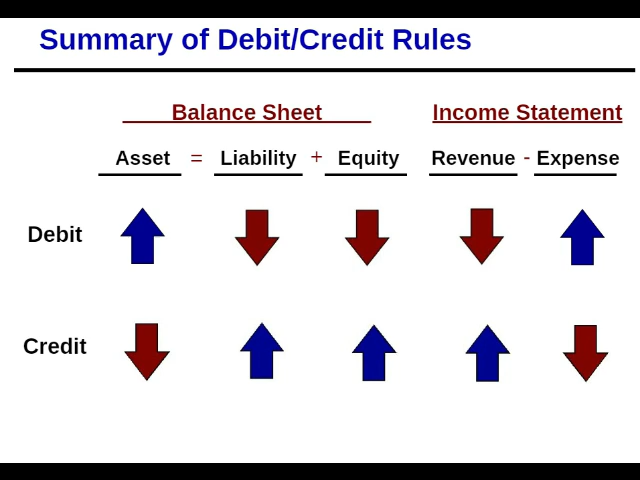 Summary of Debit/Credit Rules
Balance Sheet Income Statement
Asset = Liability + Equity Revenue - Expense
Debit
Credit